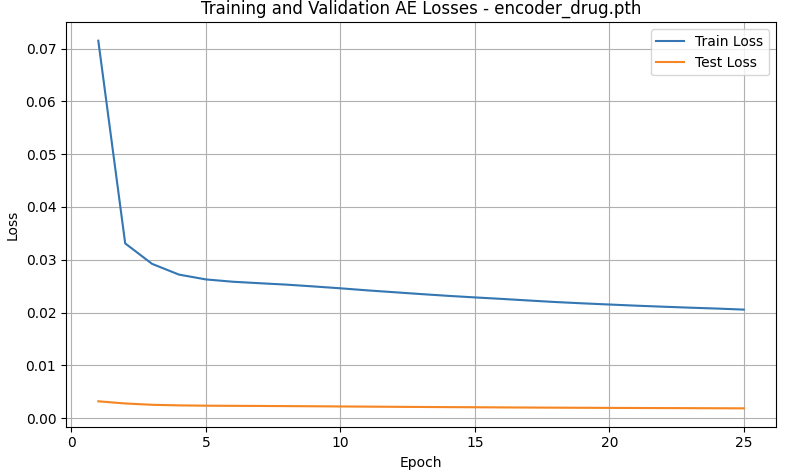 Training and Validation AE Losses - encoder_drug.pth
Train Loss
Test Loss
0.07
0.06
0.05
0.04
0.03
0.02
0.01
0.00
Loss
0 5 10 15 20 25
Epoch